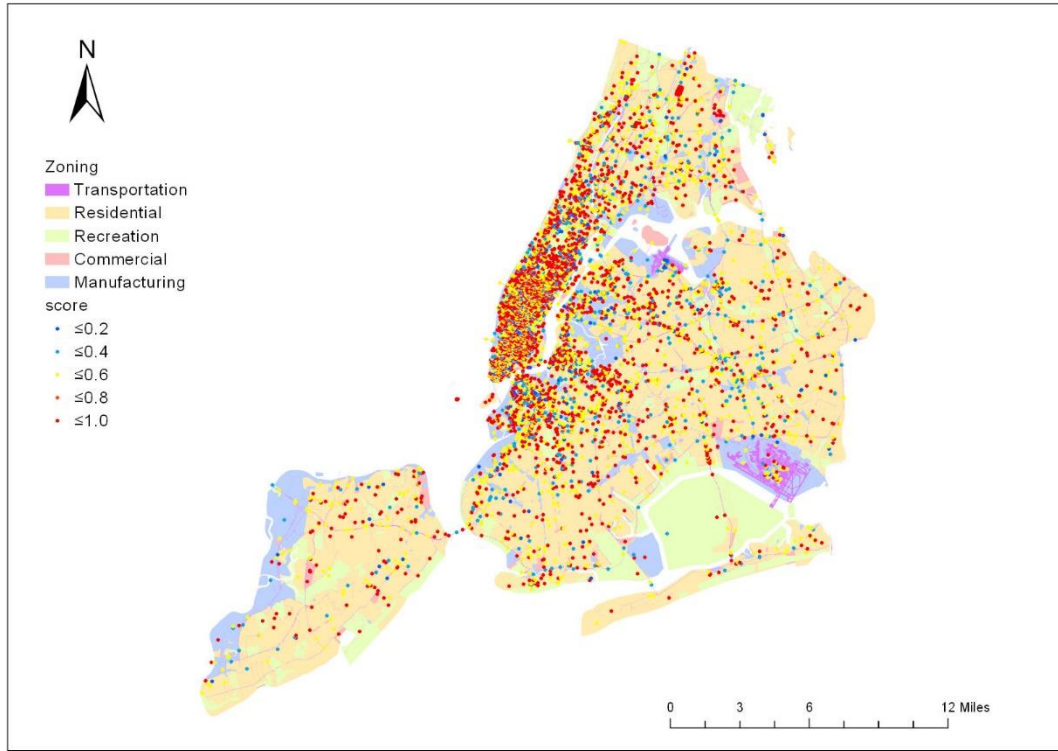 N
Zoning
Transportation
Residential
Recreation
Commercial
Manufacturing
score
≤0.2
≤0.4
≤0.6
≤0.8
≤1.0
0 3 6 12 Miles